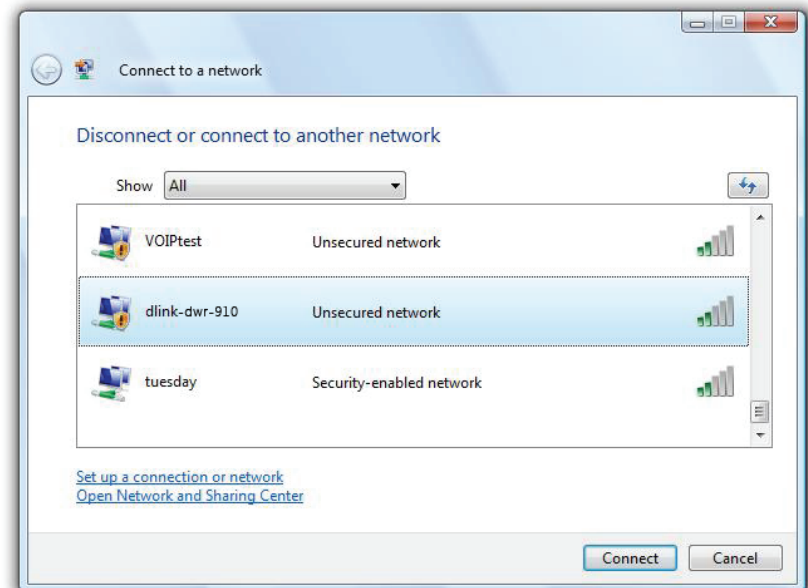 Connect to a network
Disconnect or connect to another network
Show All
VOIPtest Unsecured network
dlink-dwr-910 Unsecured network
tuesday Security-enabled network
Set up a connection or network
Open Network and Sharing Center
Connect Cancel